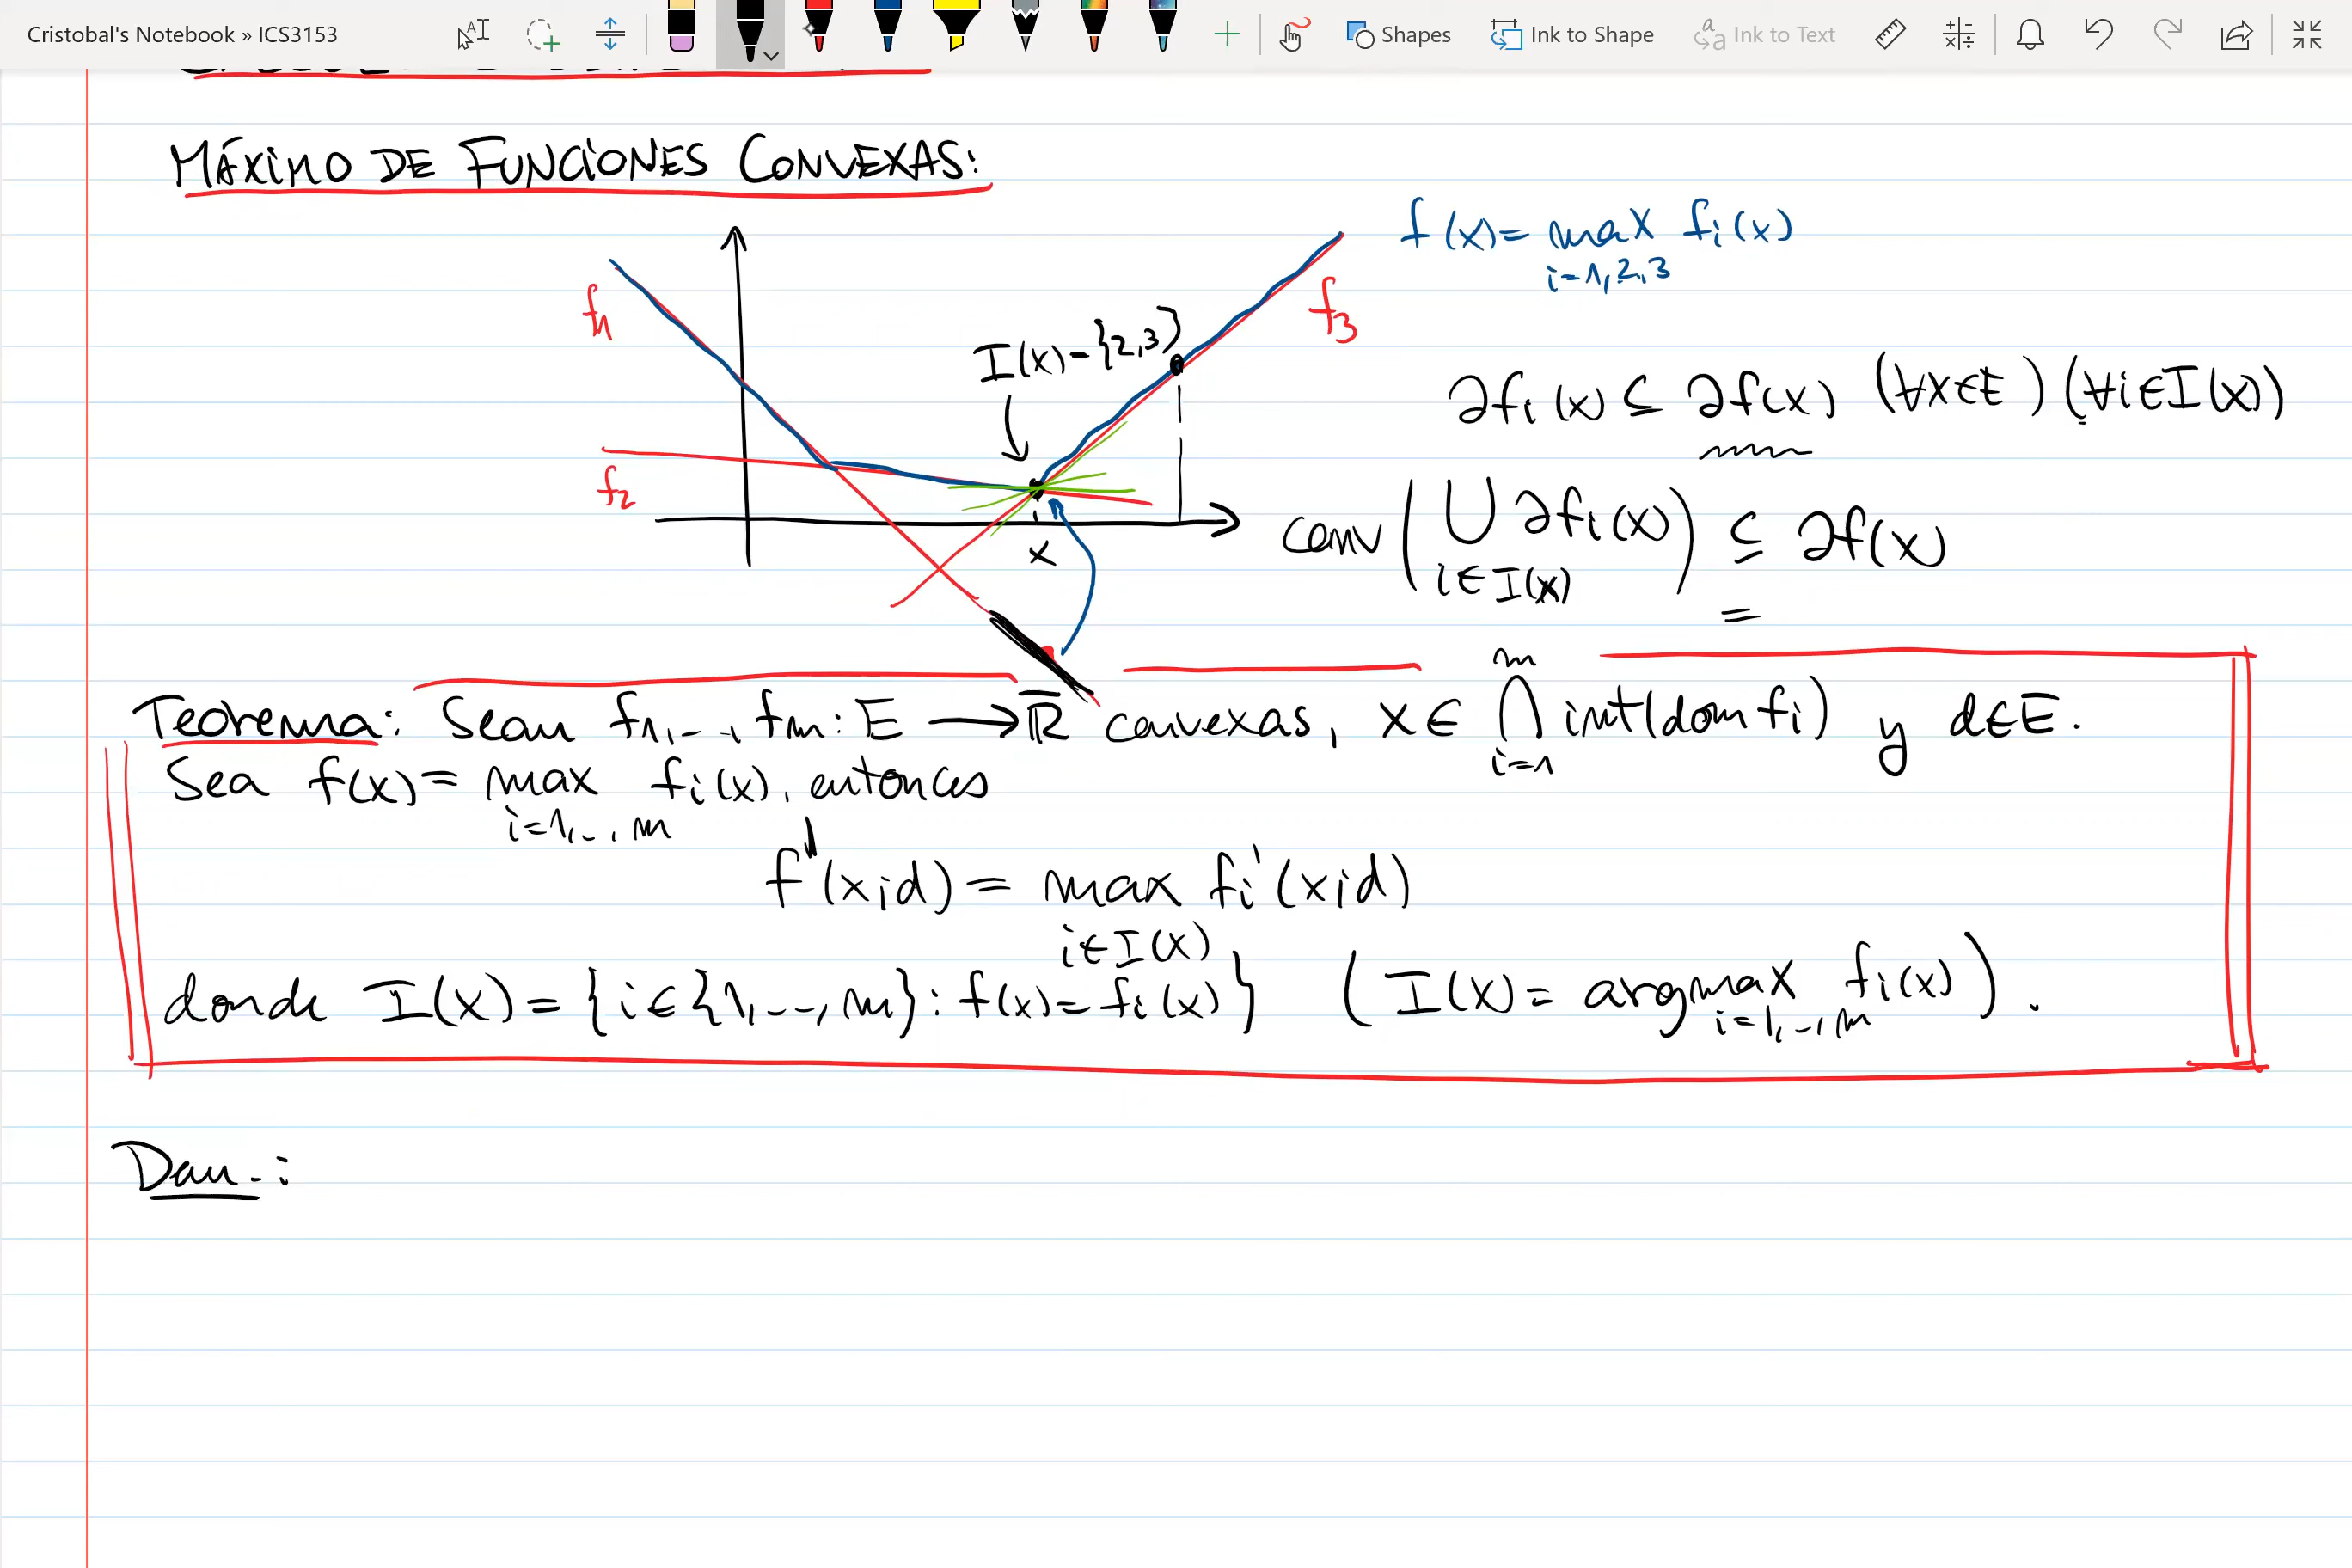 Cristobal's Notebook » ICS3153
Shapes
Ink to Shape
Ink to Text
MÁXIMO DE FUNCIONES CONVEXAS:
f(x) = max fi(x)
i=1,2,3
f1
f3
I(x)={2,3}
∂fi(x) ⊆ ∂f(x) (∀x∈E) (∀i∈I(x))
f2
x
conv(⋃ ∂fi(x)) ⊆ ∂f(x)
i∈I(x)
=
Teorema: Sean f1,..,fm: E → R̅ convexas, x ∈ ⋂ int(dom fi) y d∈E.
m
i=1
Sea f(x) = max fi(x), entonces
i=1,..,m
f'(x;d) = max fi'(x;d)
i∈I(x)
donde I(x) = {i∈{1,--,m}: f(x)=fi(x)} (I(x) = argmax fi(x)).
i=1,..,m
Dem.: